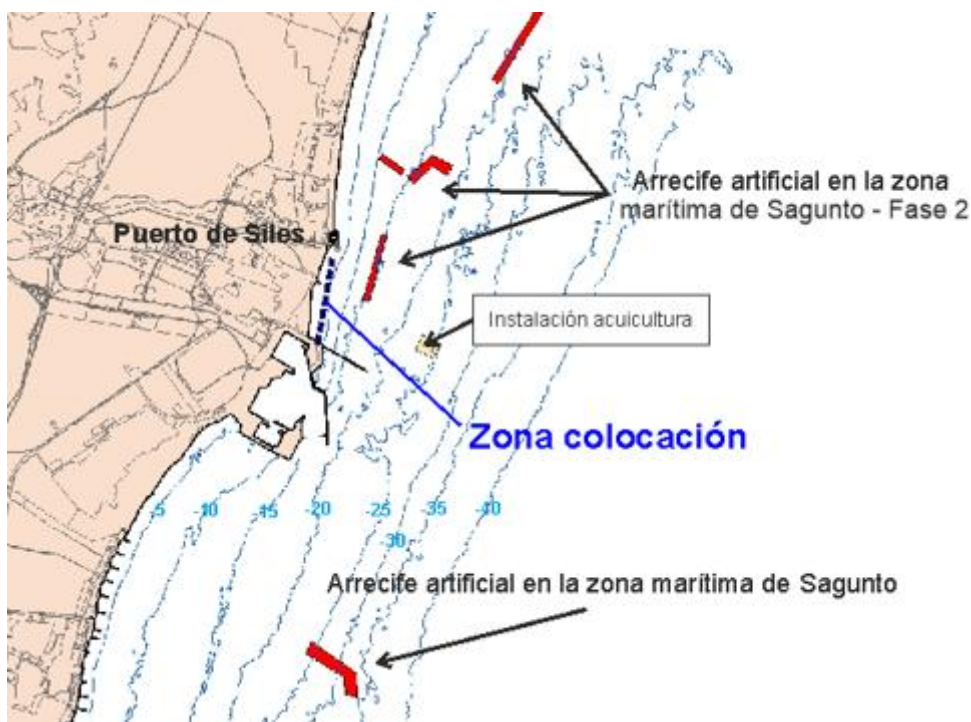 Arrecife artificial en la zona
marítima de Sagunto - Fase 2
Puerto de Siles
Instalación acuicultura
Zona colocación
-5
-10
-15
-20
-25
-35
-40
-30
Arrecife artificial en la zona marítima de Sagunto